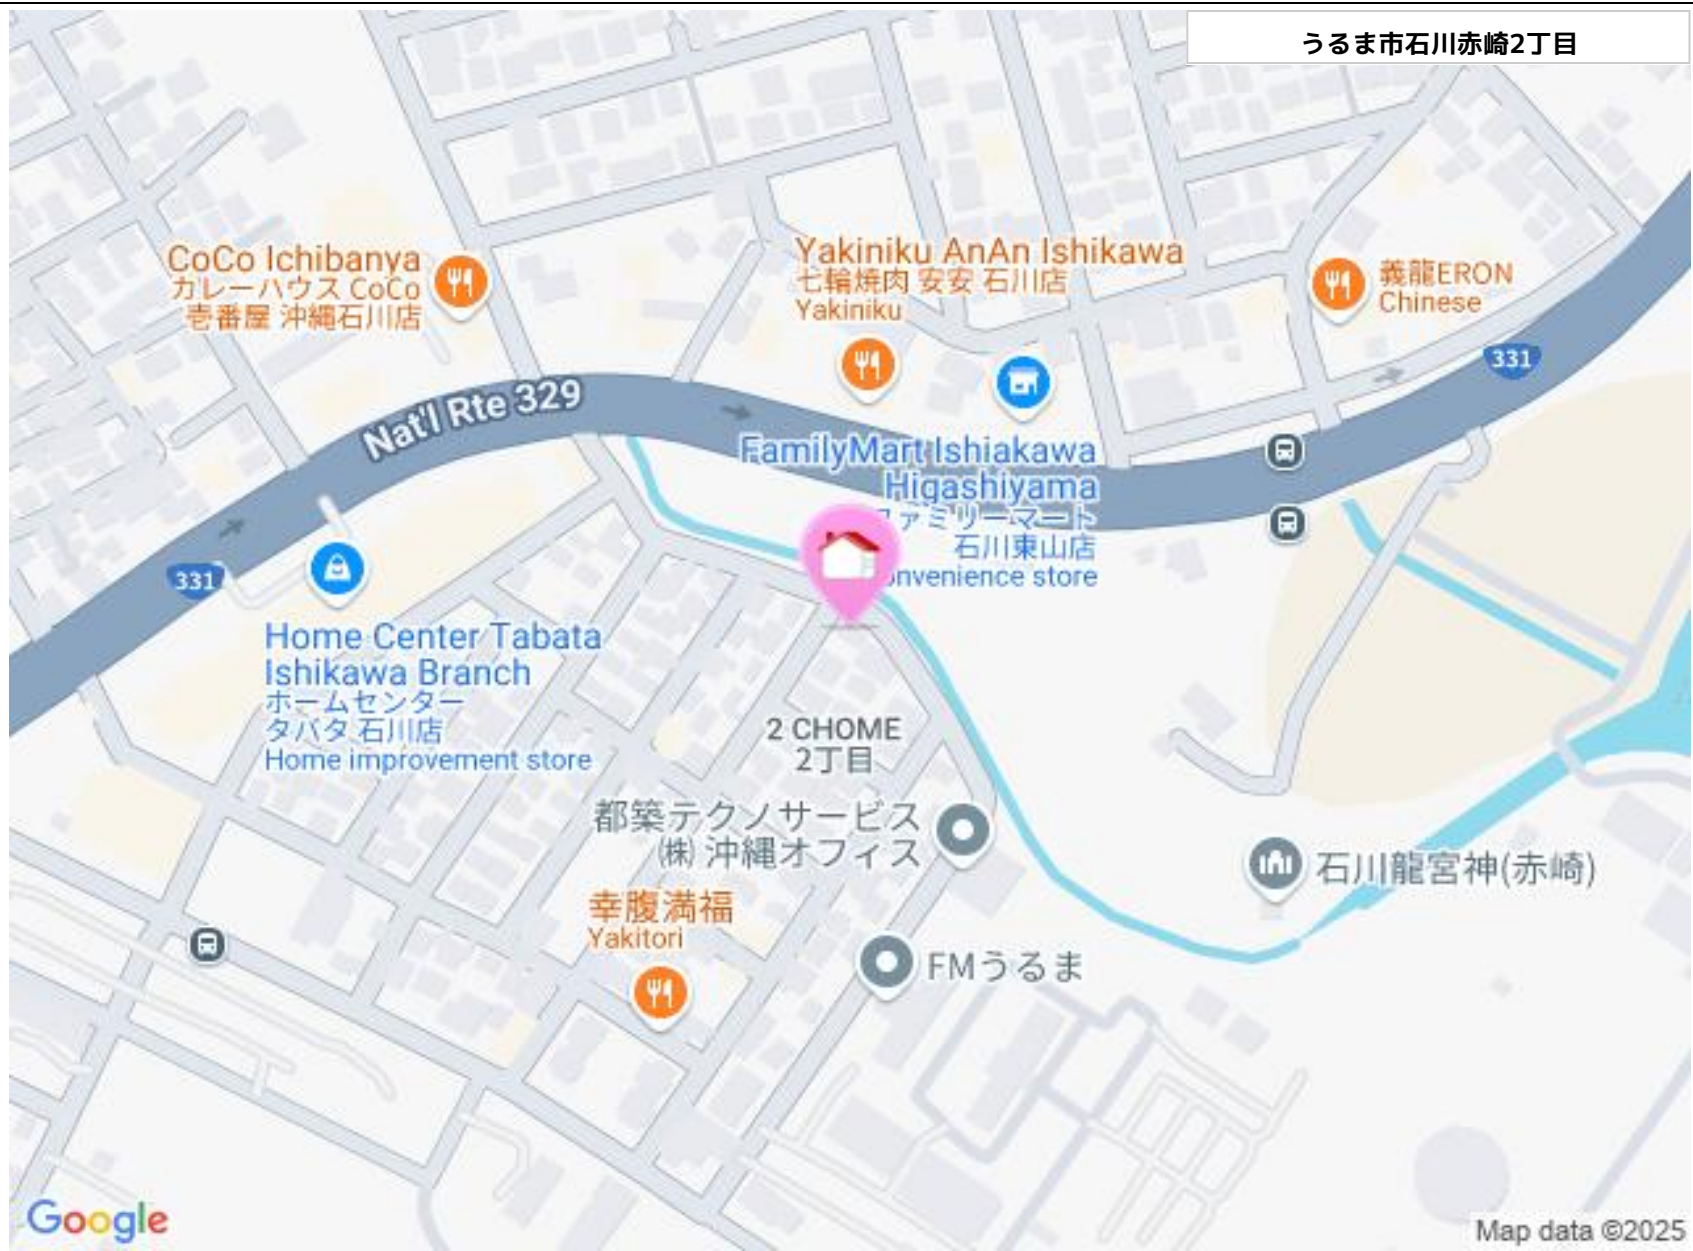 うるま市石川赤崎2丁目
CoCo Ichibanya
カレーハウス CoCo
壱番屋 沖縄石川店
Yakiniku AnAn Ishikawa
七輪焼肉 安安 石川店
Yakiniku
義龍ERON
Chinese
331
Nat'l Rte 329
FamilyMart Ishiakawa
Higashiyama
ァミリーマート
石川東山店
onvenience store
331
Home Center Tabata
Ishikawa Branch
ホームセンター
タバタ 石川店
Home improvement store
2 CHOME
2丁目
都築テクノサービス
㈱ 沖縄オフィス
石川龍宮神(赤崎)
幸腹満福
Yakitori
FMうるま
Google
Map data ©2025